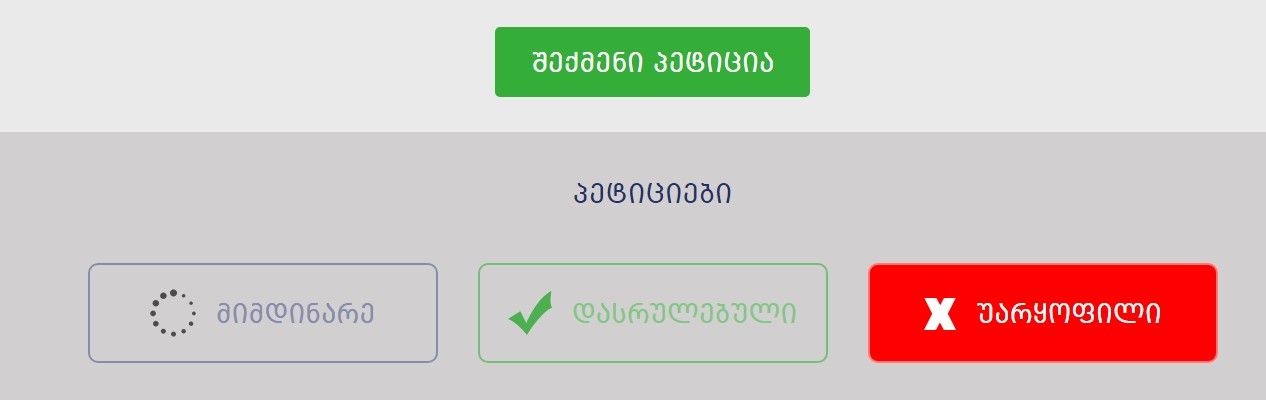 შექმენი პეტიცია
პეტიციები
მიმდინარე
დასრულებული
უარყოფილი